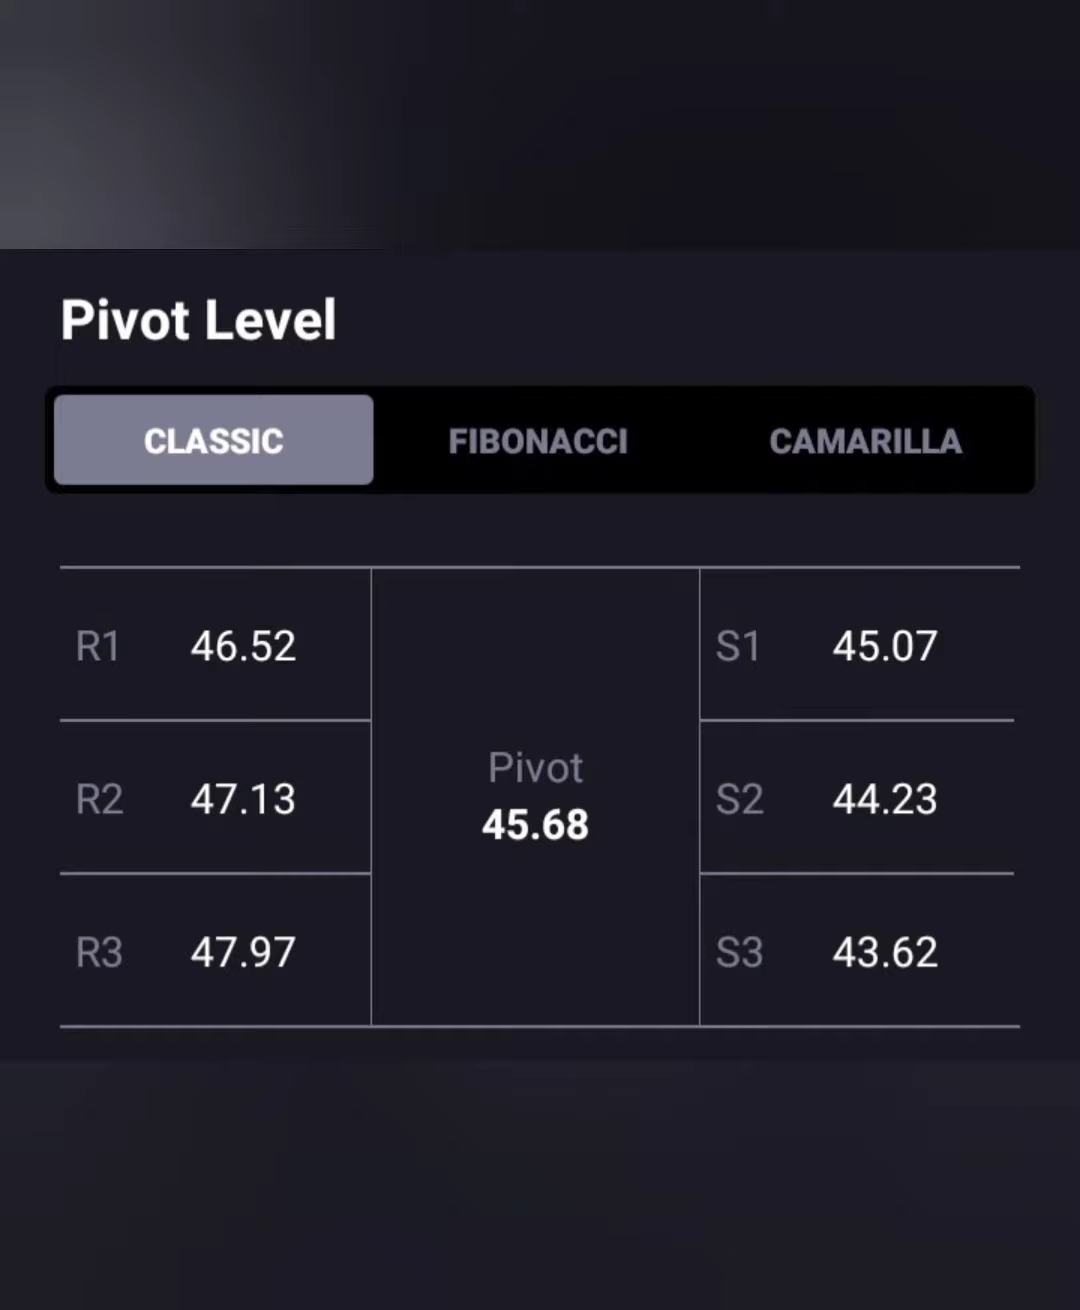 Pivot Level
CLASSIC FIBONACCI CAMARILLA
R1 46.52 S1 45.07
Pivot
R2 47.13 S2 44.23
45.68
R3 47.97 S3 43.62